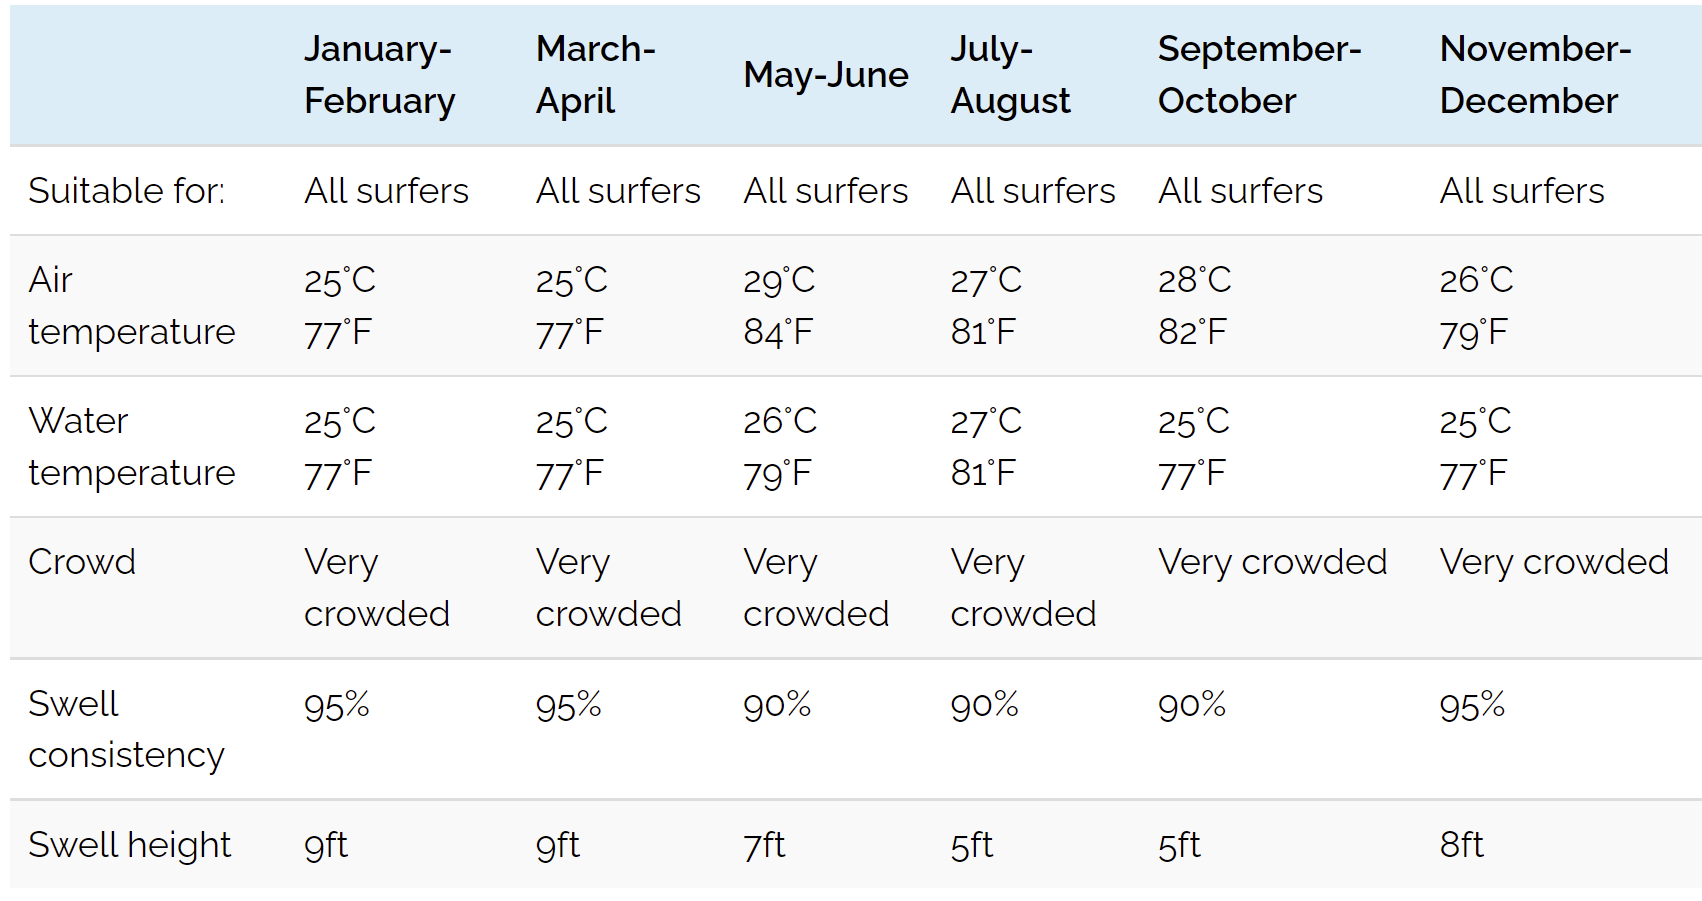 January-February March-April May-June July-August September-October November-December
Suitable for: All surfers All surfers All surfers All surfers All surfers All surfers
Air temperature 25°C 77°F 25°C 77°F 29°C 84°F 27°C 81°F 28°C 82°F 26°C 79°F
Water temperature 25°C 77°F 25°C 77°F 26°C 79°F 27°C 81°F 25°C 77°F 25°C 77°F
Crowd Very crowded Very crowded Very crowded Very crowded Very crowded Very crowded
Swell consistency 95% 95% 90% 90% 90% 95%
Swell height 9ft 9ft 7ft 5ft 5ft 8ft